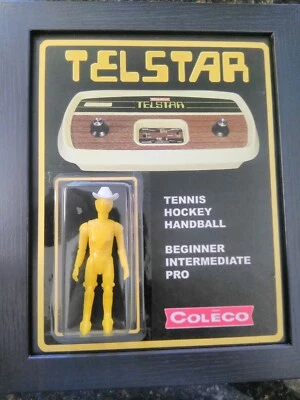 TELSTAR
TELSTAR
TENNIS
HOCKEY
HANDBALL
BEGINNER
INTERMEDIATE
PRO
COLECO